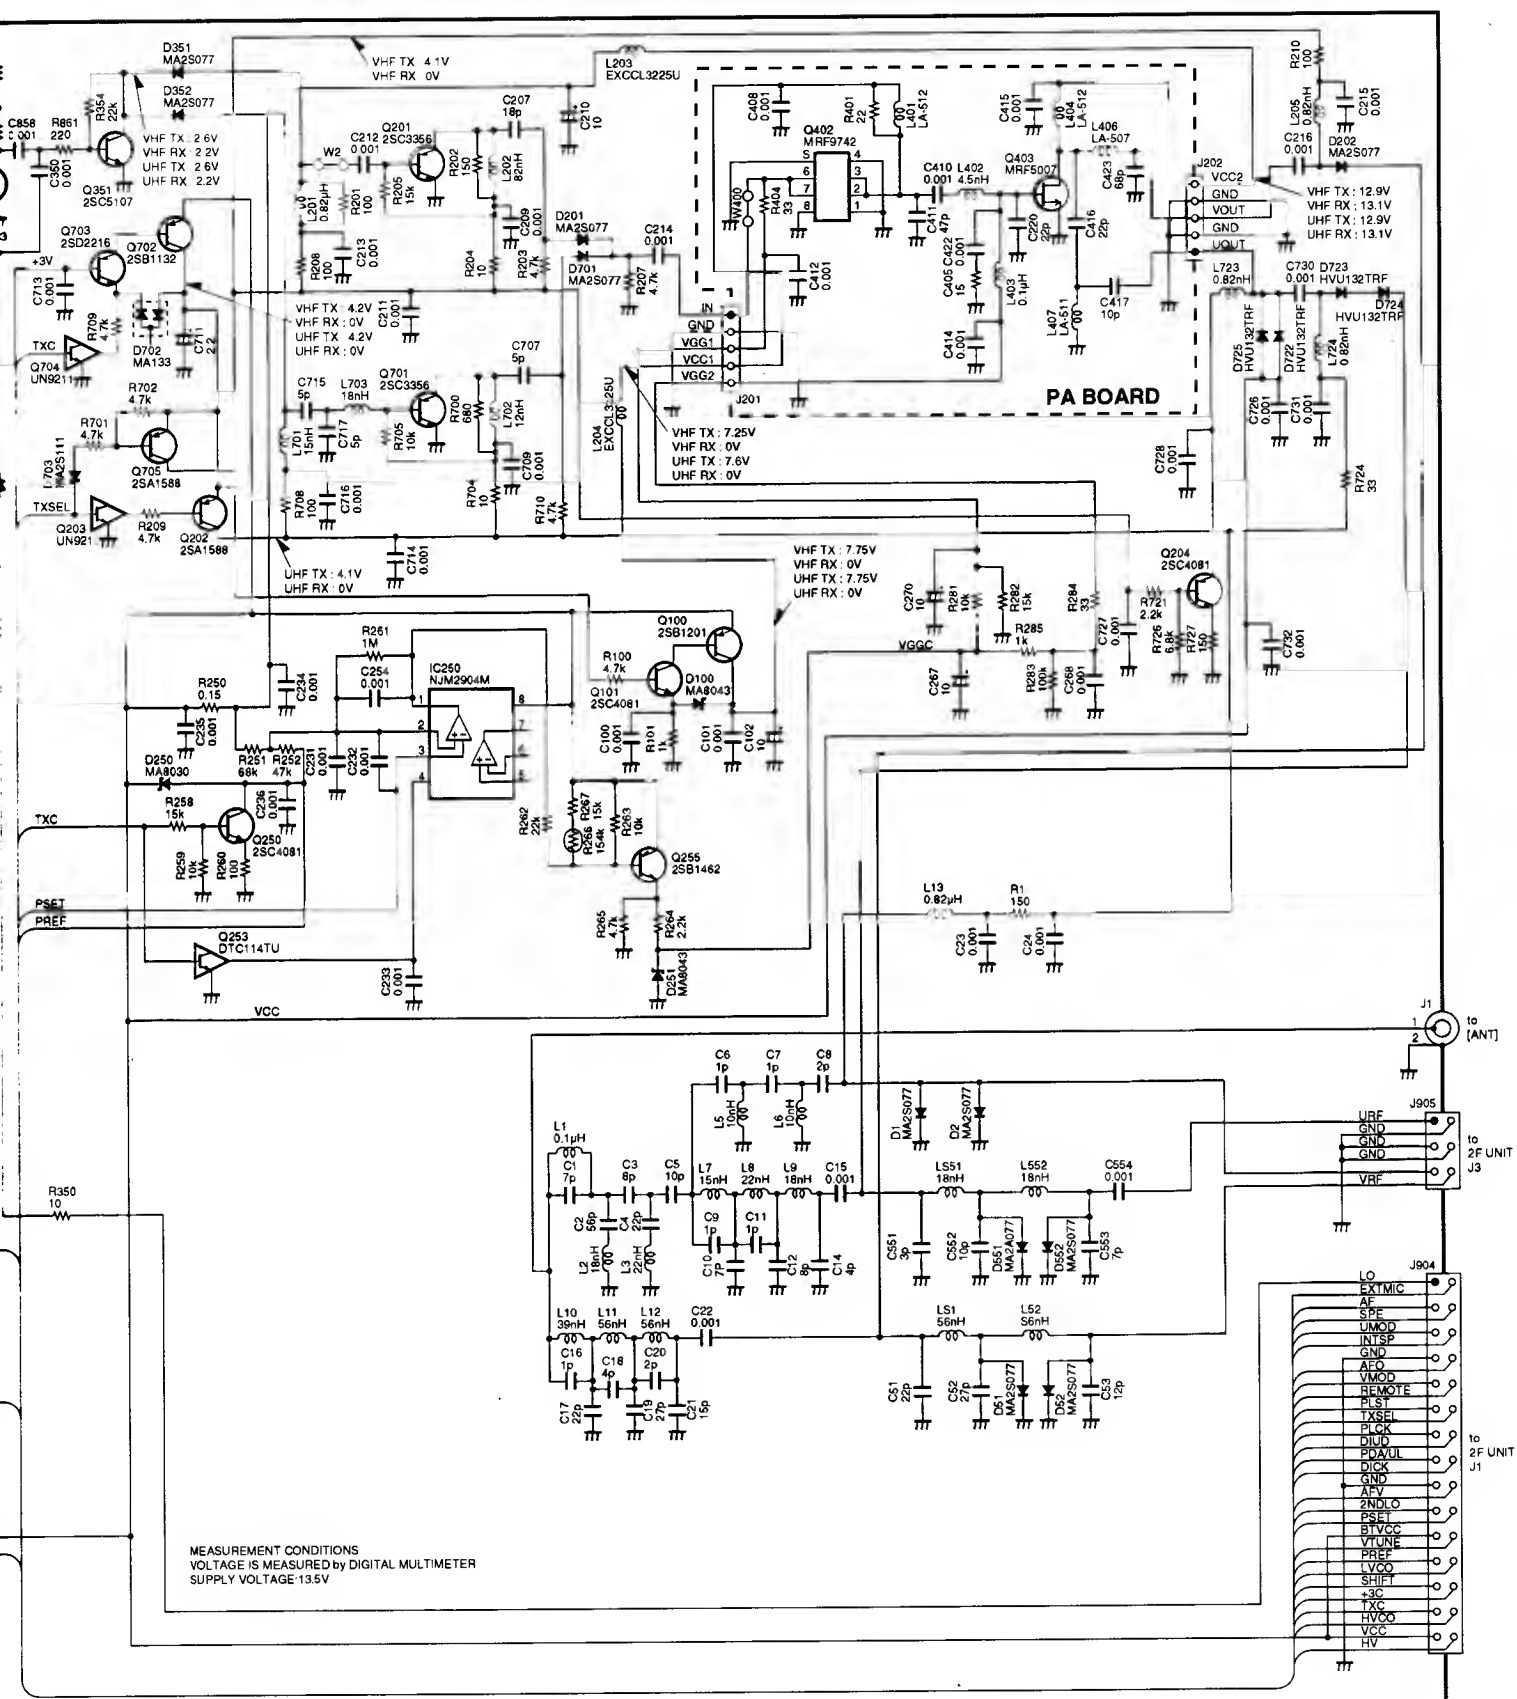 D351
MA2S077
D352
MA2S077
VHF TX 4.1V
VHF RX 0V
L203
EXCCL3225U
R210
100
L205
0.82nH
C215
0.001
C216
0.001
D202
MA2S077
R354
22k
C858
0.001
R861
220
C350
0.001
Q351
2SC5107
VHF TX : 2.6V
VHF RX : 2.2V
UHF TX 2.6V
UHF RX 2.2V
W2
C212
0.001
Q201
2SC3356
C207
18p
C210
10
R202
150
L202
82nH
R205
15k
R201
100
L201
0.82µH
C209
0.001
C213
0.001
R208
100
R204
10
R203
4.7k
D201
MA2S077
D701
MA2S077
C214
0.001
R207
4.7k
C408
0.001
R401
22
L401
LA-512
Q402
MRF9742
S
6
7
8
4
3
2
1
R404
33
W400
C412
0.001
C410
0.001
L402
4.5nH
C411
47p
C415
0.001
L404
LA-512
L406
LA-507
Q403
MRF5007
C423
68p
C220
22p
C416
22p
C422
0.001
C405
15
L403
0.1µH
C414
0.001
L407
LA-511
C417
10p
PA BOARD
J202
VCC2
GND
VOUT
GND
UOUT
VHF TX : 12.9V
VHF RX : 13.1V
UHF TX : 12.9V
UHF RX : 13.1V
L723
0.82nH
C730
0.001
D723
HVU132TRF
D724
HVU132TRF
D725
HVU132TRF
D722
HVU132TRF
L724
0.82nH
C726
0.001
C731
0.001
R724
33
C728
0.001
Q703
2SD2216
Q702
2SB1132
+3V
C713
0.001
R709
4.7k
TXC
Q704
UN9211
D702
MA133
C711
2.2
VHF TX : 4.2V
VHF RX : 0V
UHF TX : 4.2V
UHF RX : 0V
C211
0.001
IN
GND
VGG1
VCC1
VGG2
J201
R702
4.7k
R701
4.7k
MA2S111
Q705
2SA1588
TXSEL
Q203
UN921
R209
4.7k
Q202
2SA1588
C715
5p
L703
18nH
Q701
2SC3356
C707
5p
R700
680
L702
12nH
R705
10k
L701
15nH
C717
5p
C709
0.001
C716
0.001
R708
100
R704
10
R710
4.7k
L204
EXCCL3225U
VHF TX : 7.25V
VHF RX : 0V
UHF TX : 7.6V
UHF RX : 0V
C714
0.001
UHF TX : 4.1V
UHF RX : 0V
VHF TX : 7.75V
VHF RX : 0V
UHF TX : 7.75V
UHF RX : 0V
C270
10
R281
10k
R282
15k
R284
33
R285
1k
VGGC
C267
10
R283
100k
C268
0.001
C727
0.001
Q204
2SC4081
R721
2.2k
R726
6.8k
R727
150
C732
0.001
R261
1M
C254
0.001
IC250
NJM2904M
1
2
3
4
8
7
6
5
Q100
2SB1201
R100
4.7k
Q101
2SC4081
D100
MA8043
C100
0.001
R101
1k
C101
0.001
C102
10
R250
0.15
C234
0.001
C235
0.001
D250
MA8030
R251
68k
R252
47k
C231
0.001
C232
0.001
R258
15k
C236
0.001
TXC
Q250
2SC4081
R259
10k
R260
100
R262
22k
R267
15k
R266
154k
R263
10k
Q255
2SB1462
R265
4.7k
R264
2.2k
D251
MA8043
PSET
PREF
Q253
DTC114TU
C233
0.001
VCC
L13
0.82µH
R1
150
C23
0.001
C24
0.001
J1
1
2
to
[ANT]
C6
1p
C7
1p
C8
2p
L5
10nH
L6
10nH
D1
MA2S077
D2
MA2S077
L1
0.1µH
C1
7p
C3
8p
C5
10p
L7
15nH
L8
22nH
L9
18nH
C15
0.001
C2
56p
C4
22p
L2
18nH
L3
22nH
C9
1p
C11
1p
C10
7P
C12
8p
C14
4p
LS51
18nH
L552
18nH
C554
0.001
C551
3p
C552
10p
D551
MA2A077
D552
MA2S077
C553
7p
L10
39nH
L11
56nH
L12
56nH
C22
0.001
C16
1p
C18
4p
C20
2p
C17
22p
C19
27p
C21
15p
LS1
56nH
L52
S6nH
C51
22p
C52
27p
D51
MA2S077
D52
MA2S077
C53
12p
J905
URF
GND
GND
GND
VRF
to
2F UNIT
J3
R350
10
J904
LO
EXTMIC
AF
SPE
UMOD
INTSP
GND
AFO
VMOD
REMOTE
PLST
TXSEL
PLCK
DIUD
PDA/UL
DICK
GND
AFV
2NDLO
PSET
BTVCC
VTUNE
PREF
LVCO
SHIFT
+3C
TXC
HVCO
VCC
HV
to
2F UNIT
J1
MEASUREMENT CONDITIONS
VOLTAGE IS MEASURED by DIGITAL MULTIMETER
SUPPLY VOLTAGE 13.5V